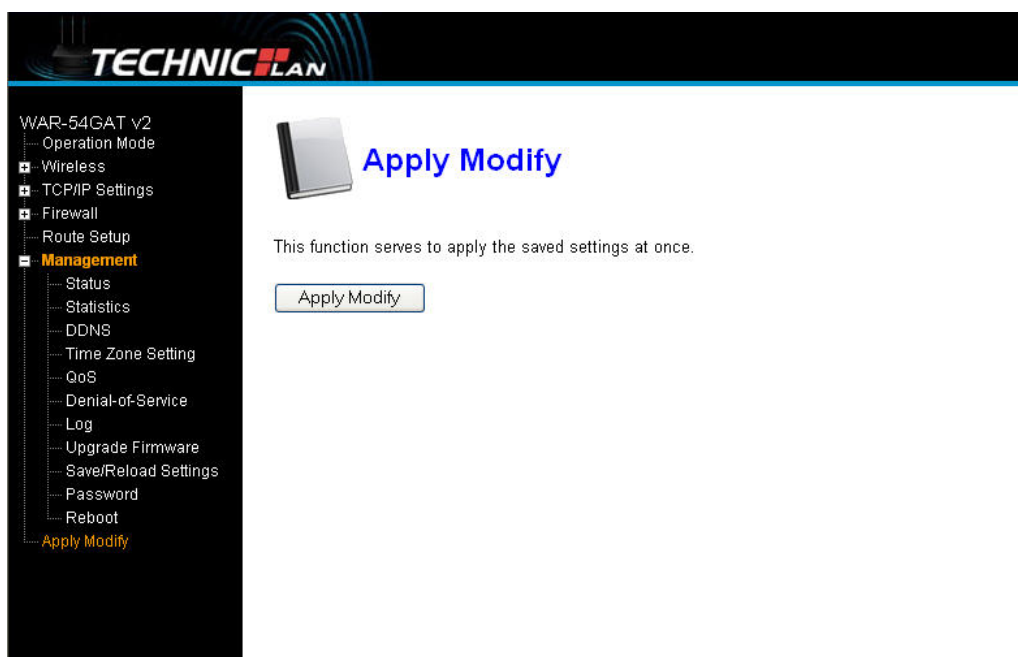 TECHNIC LAN
WAR-54GAT v2
Operation Mode
Wireless
TCP/IP Settings
Firewall
Route Setup
Management
Status
Statistics
DDNS
Time Zone Setting
QoS
Denial-of-Service
Log
Upgrade Firmware
Save/Reload Settings
Password
Reboot
Apply Modify
Apply Modify
This function serves to apply the saved settings at once.
Apply Modify